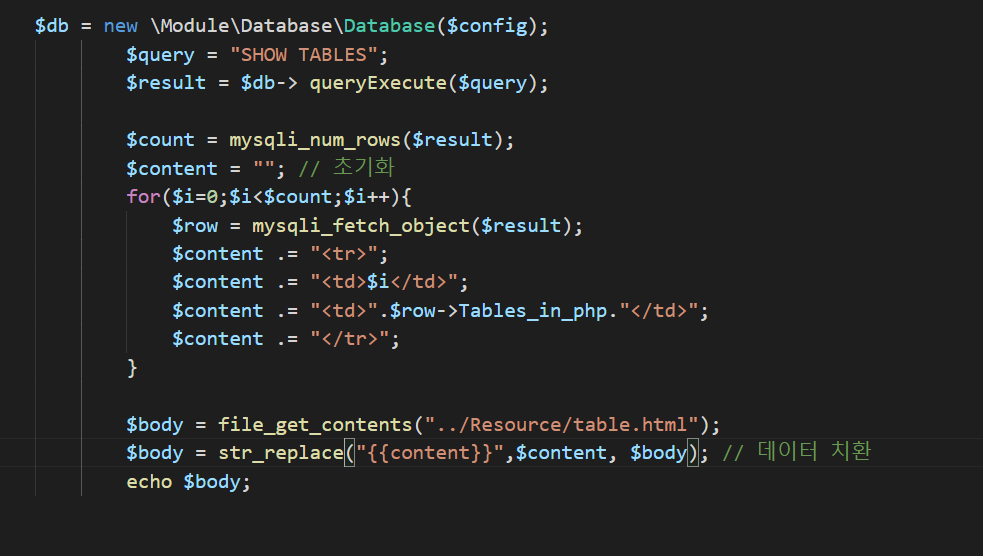 $db = new \Module\Database\Database($config);
$query = "SHOW TABLES";
$result = $db-> queryExecute($query);
$count = mysqli_num_rows($result);
$content = ""; // 초기화
for($i=0;$i<$count;$i++){
$row = mysqli_fetch_object($result);
$content .= "<tr>";
$content .= "<td>$i</td>";
$content .= "<td>".$row->Tables_in_php."</td>";
$content .= "</tr>";
}
$body = file_get_contents("../Resource/table.html");
$body = str_replace("{{content}}",$content, $body); // 데이터 치환
echo $body;